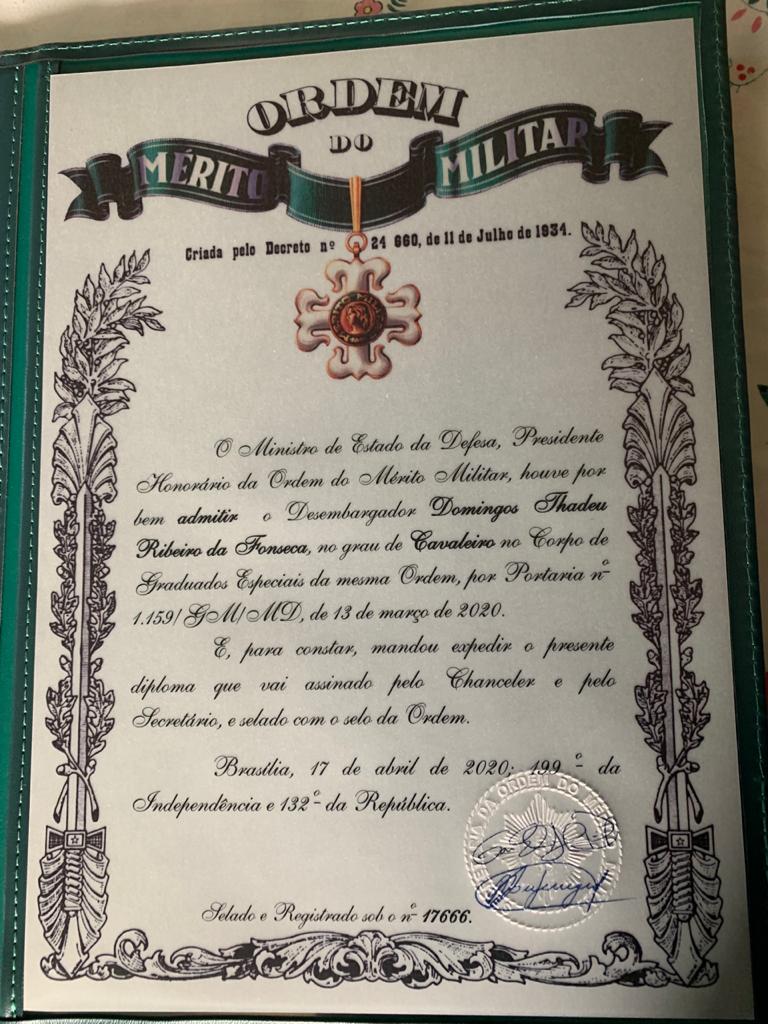 ORDEM
DO
MÉRITO MILITAR
Criada pelo Decreto nº 24 660, de 11 de Julho de 1934.
O Ministro de Estado da Defesa, Presidente
Honorário da Ordem do Mérito Militar, houve por
bem admitir o Desembargador Domingos Thadeu
Ribeiro da Fonseca, no grau de Cavaleiro no Corpo de
Graduados Especiais da mesma Ordem, por Portaria nº
1.159/GM/MD, de 13 de março de 2020.
E, para constar, mandou expedir o presente
diploma que vai assinado pelo Chanceler e pelo
Secretário, e selado com o selo da Ordem.
Brasília, 17 de abril de 2020; 199º da
Independência e 132º da República.
DA ORDEM DO
Selado e Registrado sob o nº 17666.